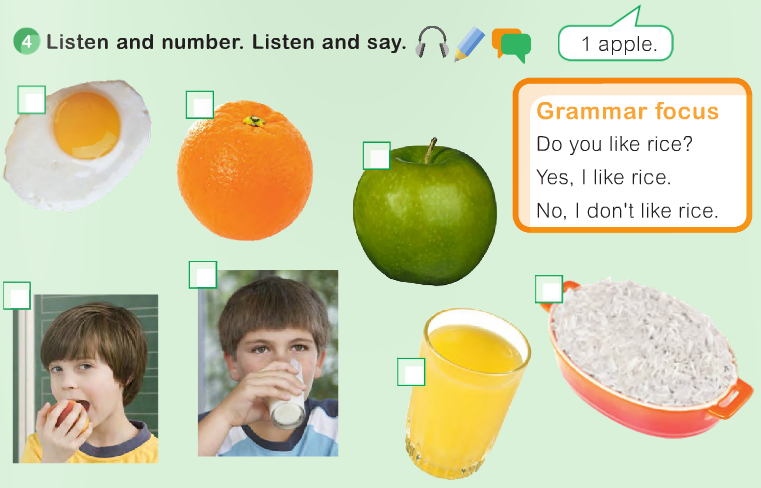 4 Listen and number. Listen and say.
1 apple.
Grammar focus
Do you like rice?
Yes, I like rice.
No, I don't like rice.